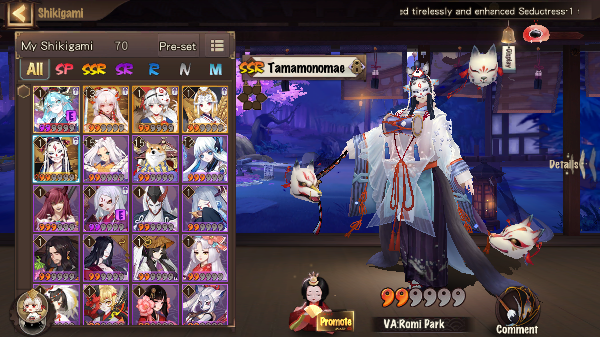 Shikigami
ed tirelessly and enhanced Seductress·1
My Shikigami 70 Pre-set
All SP SSR SR R N M
SSR Tamamonomae
Display
Details
Promote
VA:Romi Park
Comment